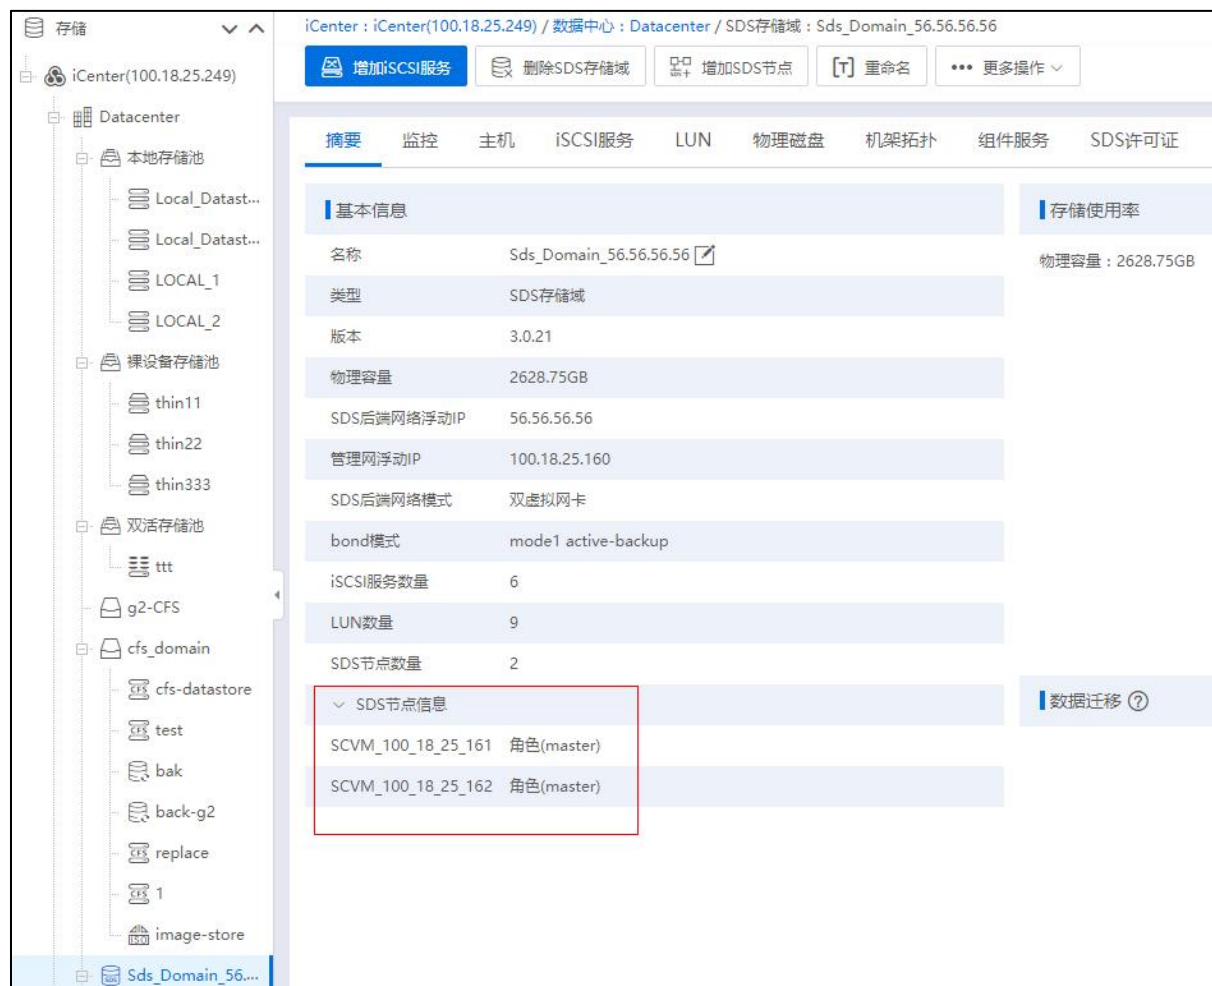 存储
iCenter(100.18.25.249)
Datacenter
本地存储池
Local_Datast...
Local_Datast...
LOCAL_1
LOCAL_2
裸设备存储池
thin11
thin22
thin333
双活存储池
ttt
g2-CFS
cfs_domain
cfs-datastore
test
bak
back-g2
replace
1
image-store
Sds_Domain_56....
iCenter : iCenter(100.18.25.249) / 数据中心 : Datacenter / SDS存储域 : Sds_Domain_56.56.56.56
增加iSCSI服务 删除SDS存储域 增加SDS节点 重命名 更多操作
摘要 监控 主机 iSCSI服务 LUN 物理磁盘 机架拓扑 组件服务 SDS许可证
基本信息
名称 Sds_Domain_56.56.56.56
类型 SDS存储域
版本 3.0.21
物理容量 2628.75GB
SDS后端网络浮动IP 56.56.56.56
管理网浮动IP 100.18.25.160
SDS后端网络模式 双虚拟网卡
bond模式 mode1 active-backup
iSCSI服务数量 6
LUN数量 9
SDS节点数量 2
SDS节点信息
SCVM_100_18_25_161 角色(master)
SCVM_100_18_25_162 角色(master)
存储使用率
物理容量 : 2628.75GB
数据迁移